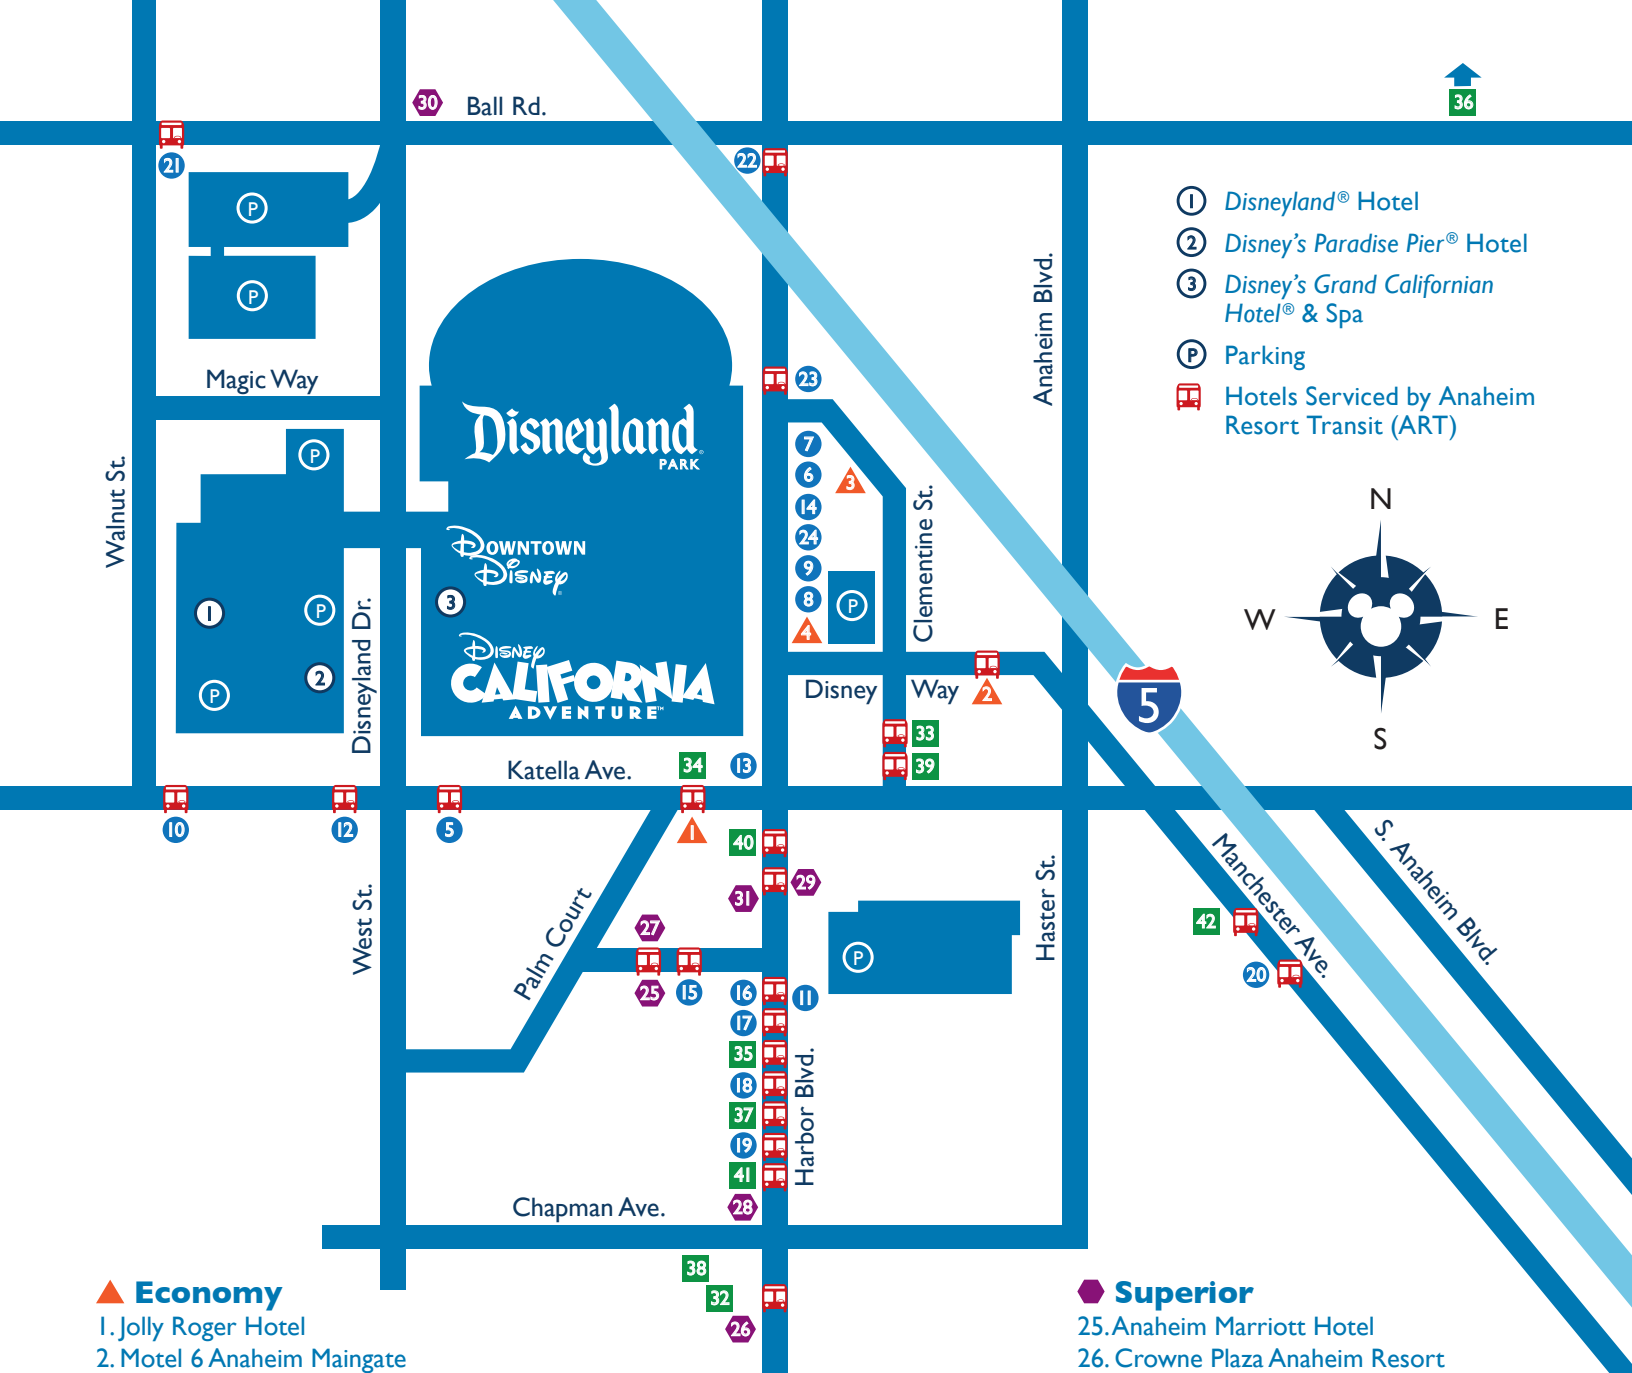 36
30
Ball Rd.
21
22
P
P
Magic Way
Walnut St.
Disneyland
PARK
23
Anaheim Blvd.
1 Disneyland® Hotel
2 Disney's Paradise Pier® Hotel
3 Disney's Grand Californian
Hotel® & Spa
P Parking
Hotels Serviced by Anaheim
Resort Transit (ART)
P
7
6
3
14
24
9
8
4
P
Clementine St.
N
W
E
S
DOWNTOWN
DISNEY
3
1
P
2
P
Disneyland Dr.
DISNEY
CALIFORNIA
ADVENTURE™
Disney Way
2
5
33
39
Katella Ave.
34
13
10
12
5
1
40
29
31
West St.
Palm Court
27
25
15
16
11
17
35
18
37
19
41
28
Harbor Blvd.
P
Haster St.
Manchester Ave.
S. Anaheim Blvd.
42
20
Chapman Ave.
38
32
26
Economy
1. Jolly Roger Hotel
2. Motel 6 Anaheim Maingate
Superior
25. Anaheim Marriott Hotel
26. Crowne Plaza Anaheim Resort